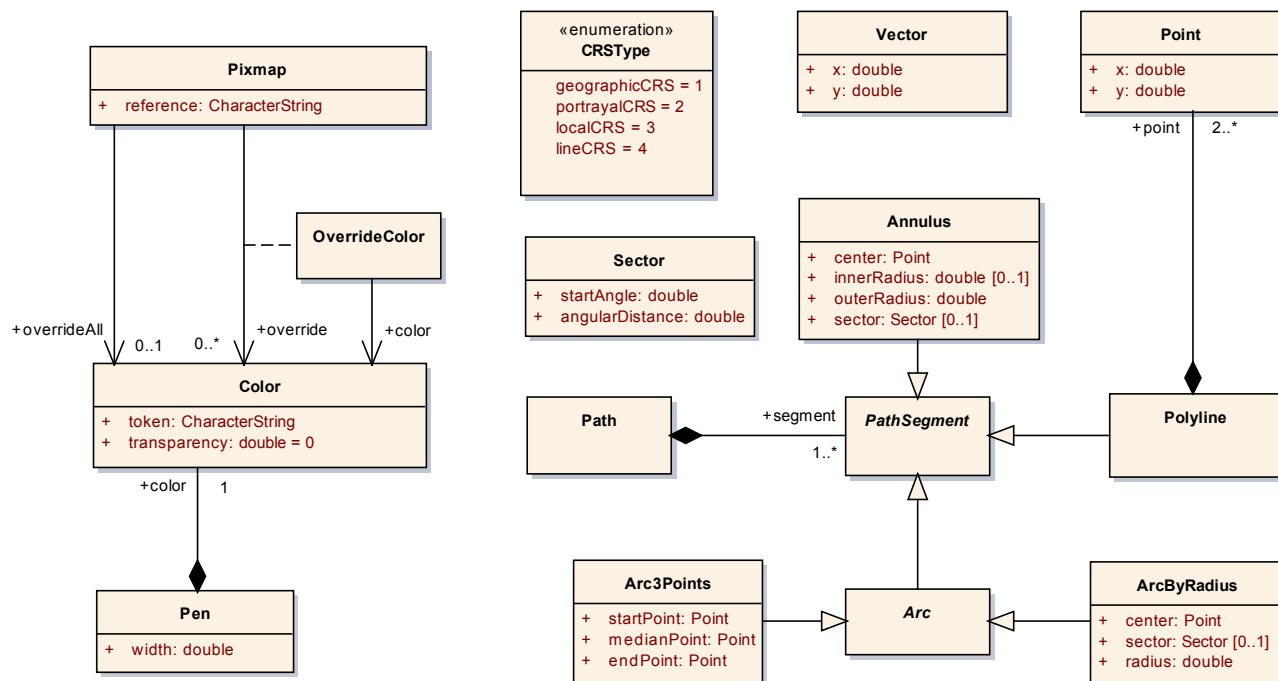 Pixmap
+ reference: CharacterString
«enumeration»
CRSType
geographicCRS = 1
portrayalCRS = 2
localCRS = 3
lineCRS = 4
Vector
+ x: double
+ y: double
Point
+ x: double
+ y: double
+point 2..*
OverrideColor
Sector
+ startAngle: double
+ angularDistance: double
Annulus
+ center: Point
+ innerRadius: double [0..1]
+ outerRadius: double
+ sector: Sector [0..1]
+overrideAll
0..1
0..*
+override
+color
Color
+ token: CharacterString
+ transparency: double = 0
+color 1
Path
+segment
1..*
PathSegment
Polyline
Pen
+ width: double
Arc3Points
+ startPoint: Point
+ medianPoint: Point
+ endPoint: Point
Arc
ArcByRadius
+ center: Point
+ sector: Sector [0..1]
+ radius: double